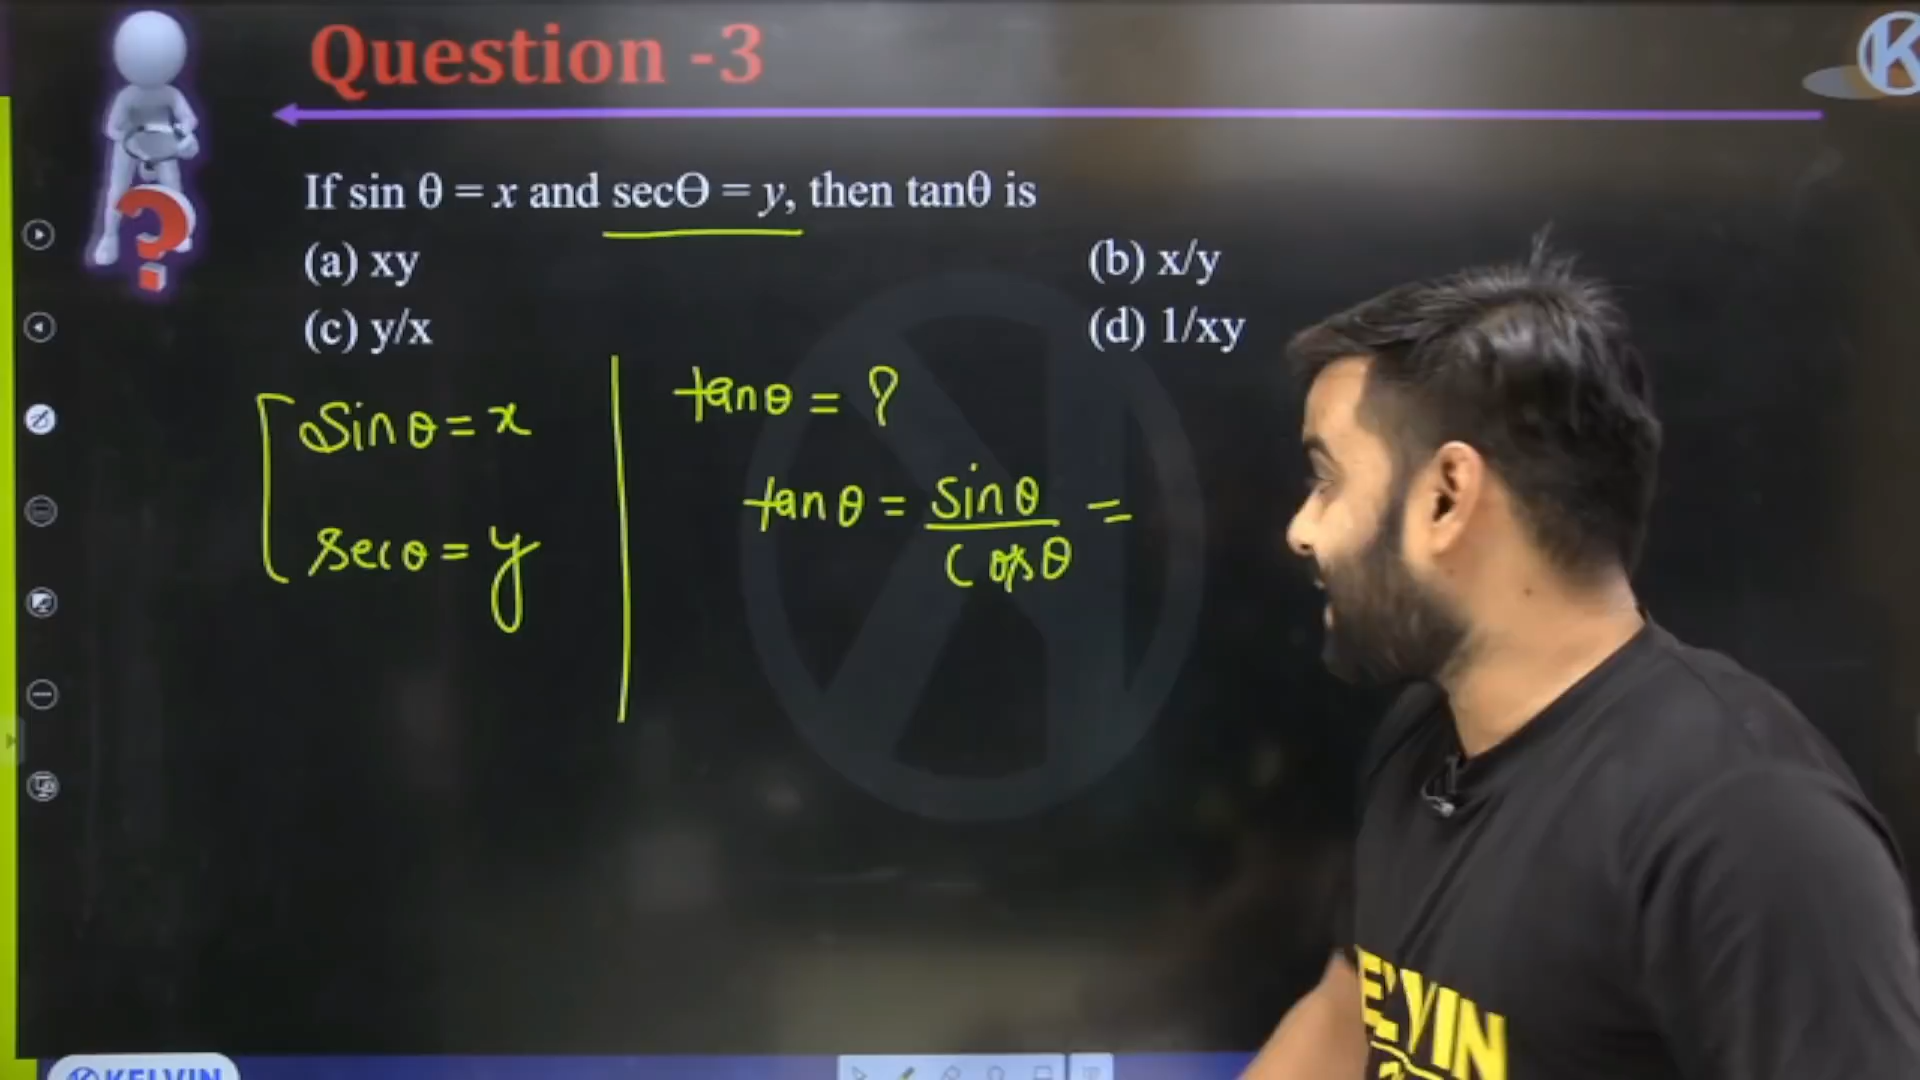 Question -3
If sin θ = x and secΘ = y, then tanθ is
(a) xy
(b) x/y
(c) y/x
(d) 1/xy
sinθ = x
tanθ = ?
tanθ = sinθ/cosθ =
secθ = y
KELVIN
KELVIN